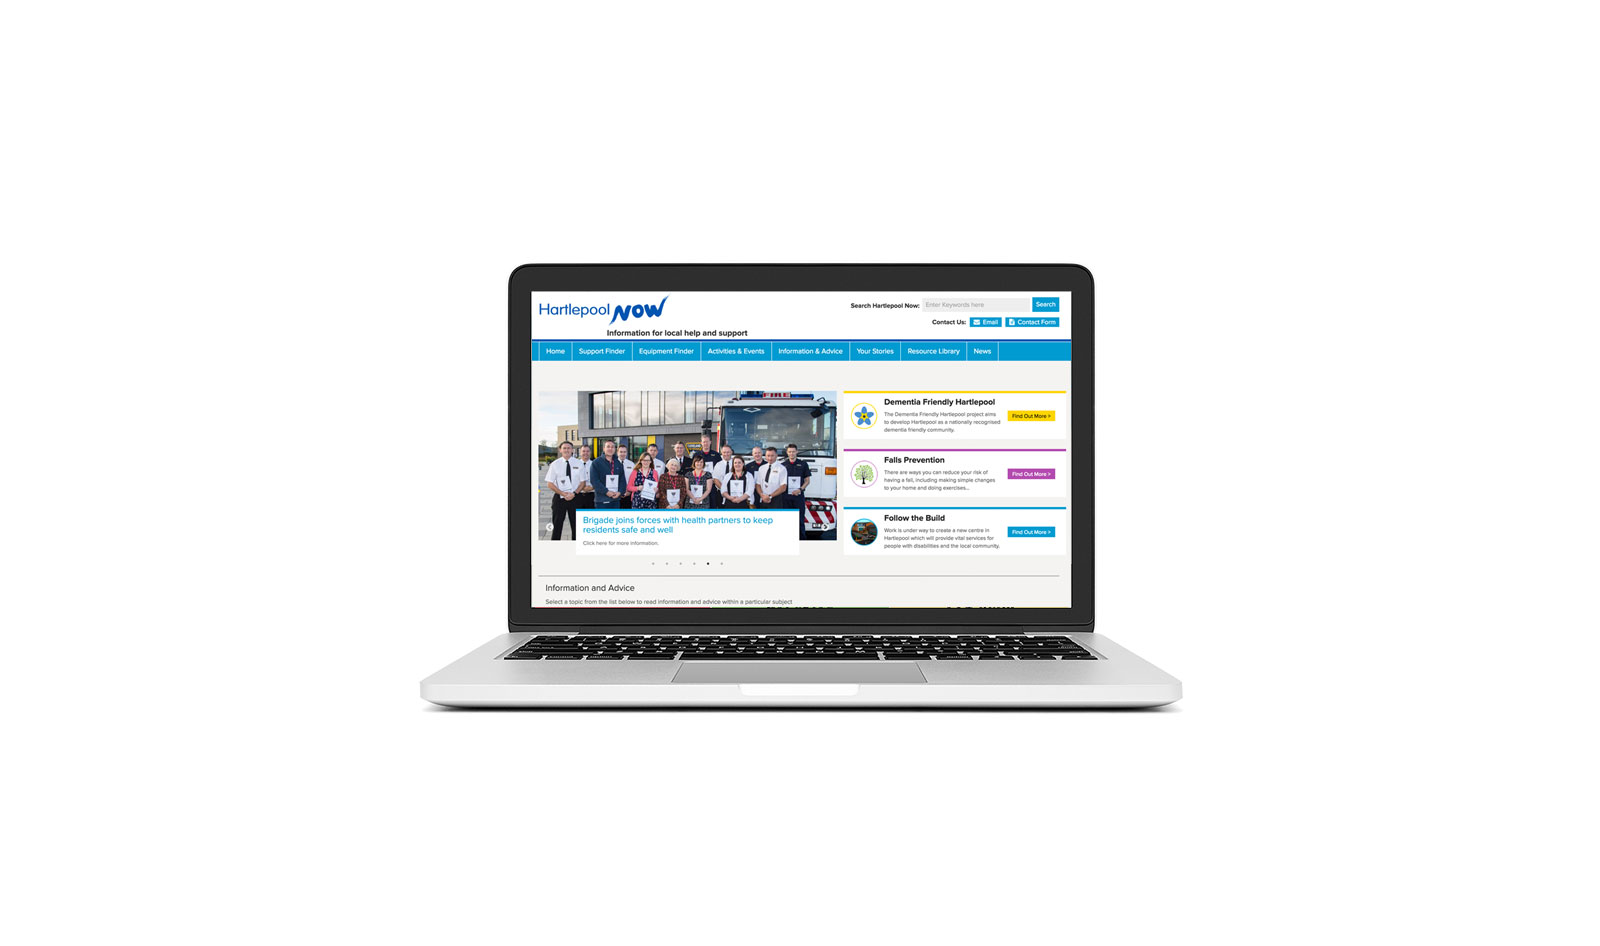 Hartlepool NOW
Information for local help and support
Search Hartlepool Now: Enter Keywords here Search
Contact Us: Email Contact Form
Home Support Finder Equipment Finder Activities & Events Information & Advice Your Stories Resource Library News
FIRE
Brigade joins forces with health partners to keep
residents safe and well
Click here for more information.
Dementia Friendly Hartlepool
The Dementia Friendly Hartlepool project aims
to develop Hartlepool as a nationally recognised
dementia friendly community.
Find Out More >
Falls Prevention
There are ways you can reduce your risk of
having a fall, including making simple changes
to your home and doing exercises...
Find Out More >
Follow the Build
Work is under way to create a new centre in
Hartlepool which will provide vital services for
people with disabilities and the local community.
Find Out More >
Information and Advice
Select a topic from the list below to read information and advice within a particular subject